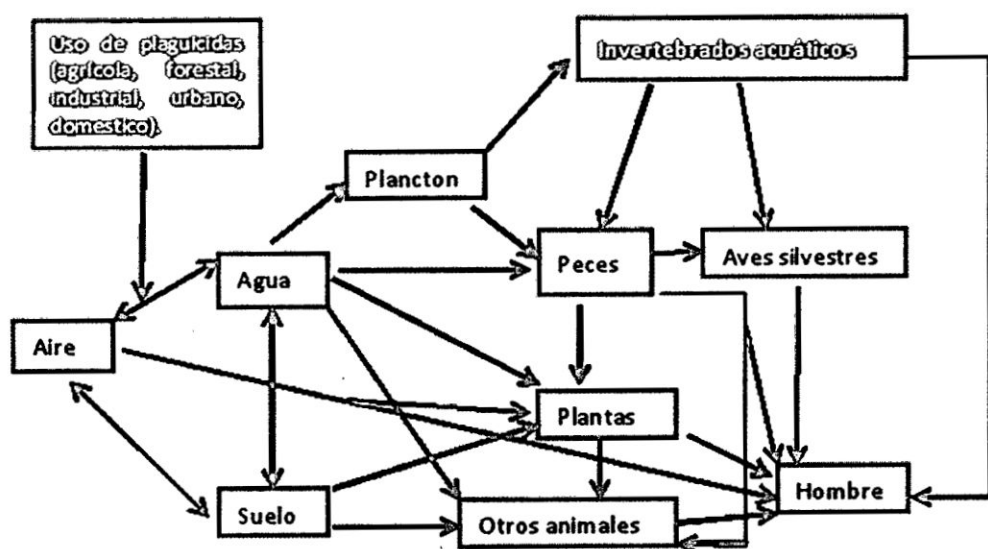 Uso de plaguicidas
(agrícola, forestal,
industrial, urbano,
domestico).
Invertebrados acuáticos
Plancton
Agua
Peces
Aves silvestres
Aire
Plantas
Suelo
Otros animales
Hombre